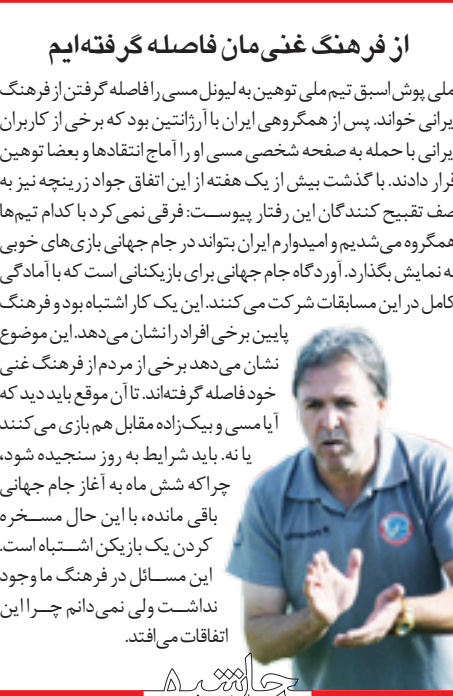 از فرهنگ غنی‌مان فاصله گرفته‌ایم
ملی پوش اسبق تیم ملی توهین به لیونل مسی را فاصله گرفتن از فرهنگ
ایرانی خواند. پس از همگروهی ایران با آرژانتین بود که برخی از کاربران
ایرانی با حمله به صفحه شخصی مسی او را آماج انتقادها و بعضا توهین
قرار دادند. با گذشت بیش از یک هفته از این اتفاق جواد زرینچه نیز به
صف تقبیح کنندگان این رفتار پیوست: فرقی نمی‌کرد با کدام تیم‌ها
همگروه می‌شدیم و امیدوارم ایران بتواند در جام جهانی بازی‌های خوبی
به نمایش بگذارد. آوردگاه جام جهانی برای بازیکنانی است که با آمادگی
کامل در این مسابقات شرکت می‌کنند. این یک کار اشتباه بود و فرهنگ
پایین برخی افراد را نشان می‌دهد. این موضوع
نشان می‌دهد برخی از مردم از فرهنگ غنی
خود فاصله گرفته‌اند. تا آن موقع باید دید که
آیا مسی و بیک‌زاده مقابل هم بازی می‌کنند
یا نه. باید شرایط به روز سنجیده شود،
چراکه شش ماه به آغاز جام جهانی
باقی مانده، با این حال مسخره
کردن یک بازیکن اشتباه است.
این مسائل در فرهنگ ما وجود
نداشت ولی نمی‌دانم چرا این
اتفاقات می‌افتد.
حاشیه